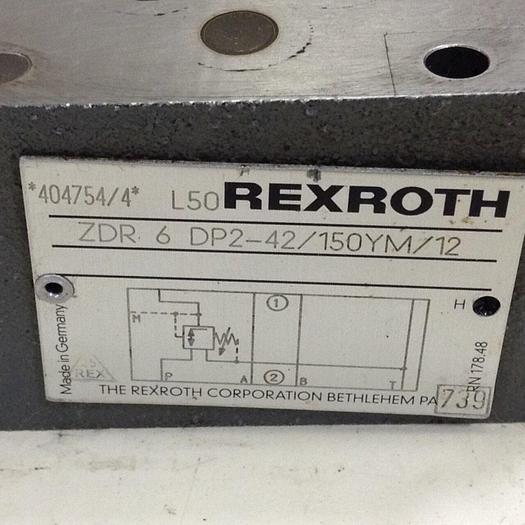 *404754/4* L50 REXROTH
ZDR 6 DP2-42/150YM/12
1
H
M
Made in Germany
REX
P A 2 B T
PN 178.48
THE REXROTH CORPORATION BETHLEHEM PA 739